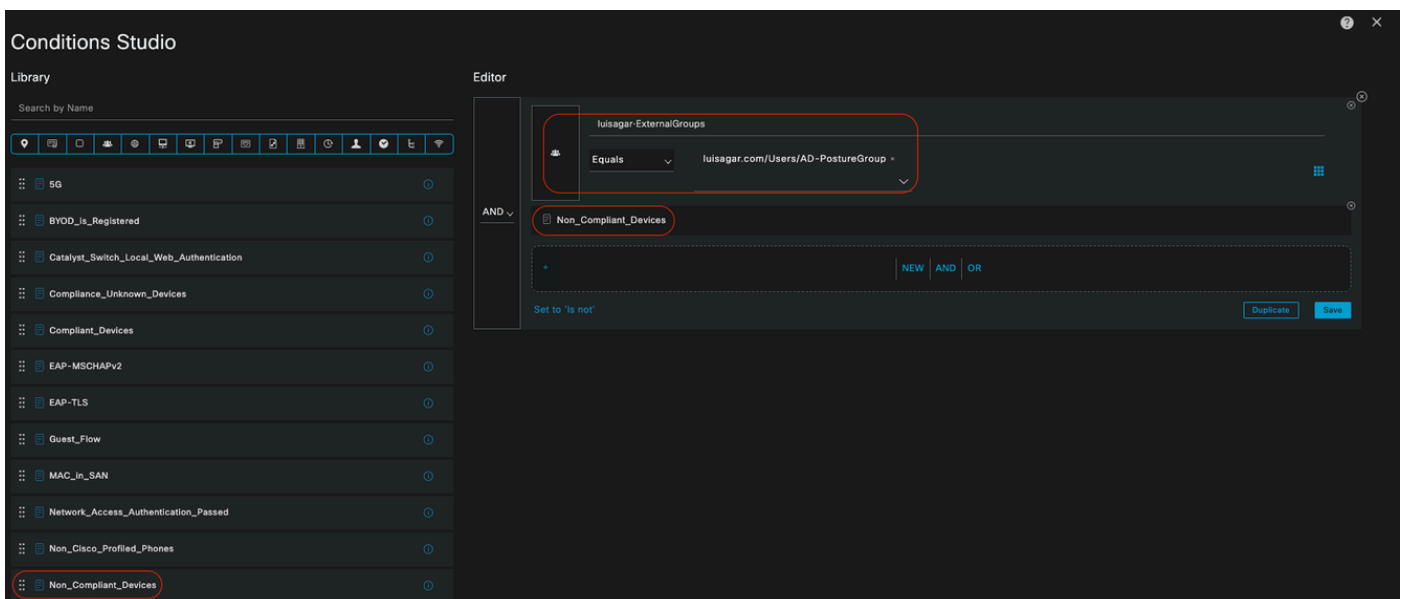 Conditions Studio
Library
Search by Name
5G
BYOD_is_Registered
Catalyst_Switch_Local_Web_Authentication
Compliance_Unknown_Devices
Compliant_Devices
EAP-MSCHAPv2
EAP-TLS
Guest_Flow
MAC_in_SAN
Network_Access_Authentication_Passed
Non_Cisco_Profiled_Phones
Non_Compliant_Devices
Editor
AND
luisagar·ExternalGroups
Equals
luisagar.com/Users/AD-PostureGroup
Non_Compliant_Devices
NEW AND OR
Set to 'Is not'
Duplicate
Save